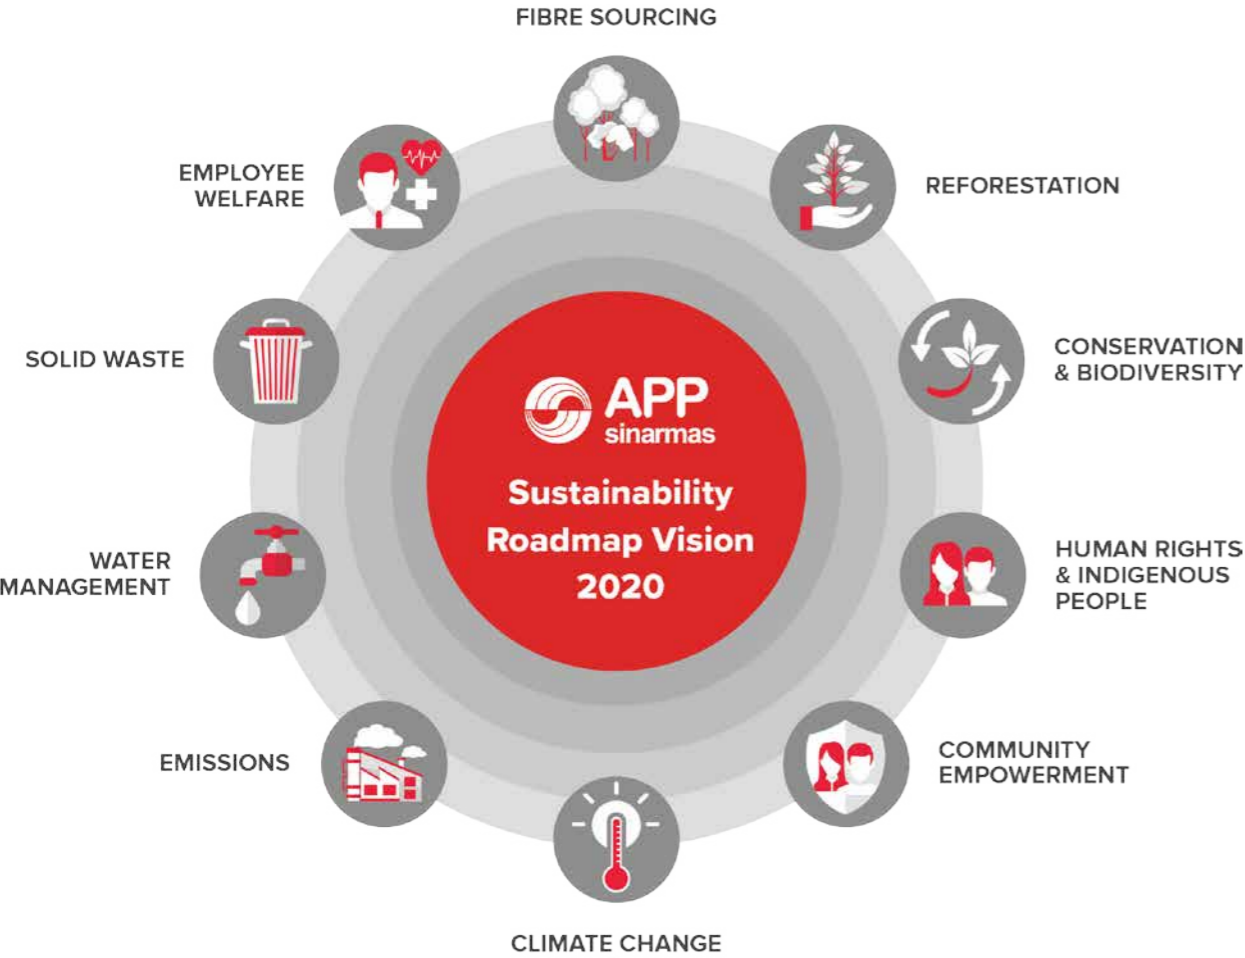 FIBRE SOURCING
REFORESTATION
CONSERVATION
& BIODIVERSITY
HUMAN RIGHTS
& INDIGENOUS
PEOPLE
COMMUNITY
EMPOWERMENT
CLIMATE CHANGE
EMISSIONS
WATER
MANAGEMENT
SOLID WASTE
EMPLOYEE
WELFARE
APP
sinarmas
Sustainability
Roadmap Vision
2020